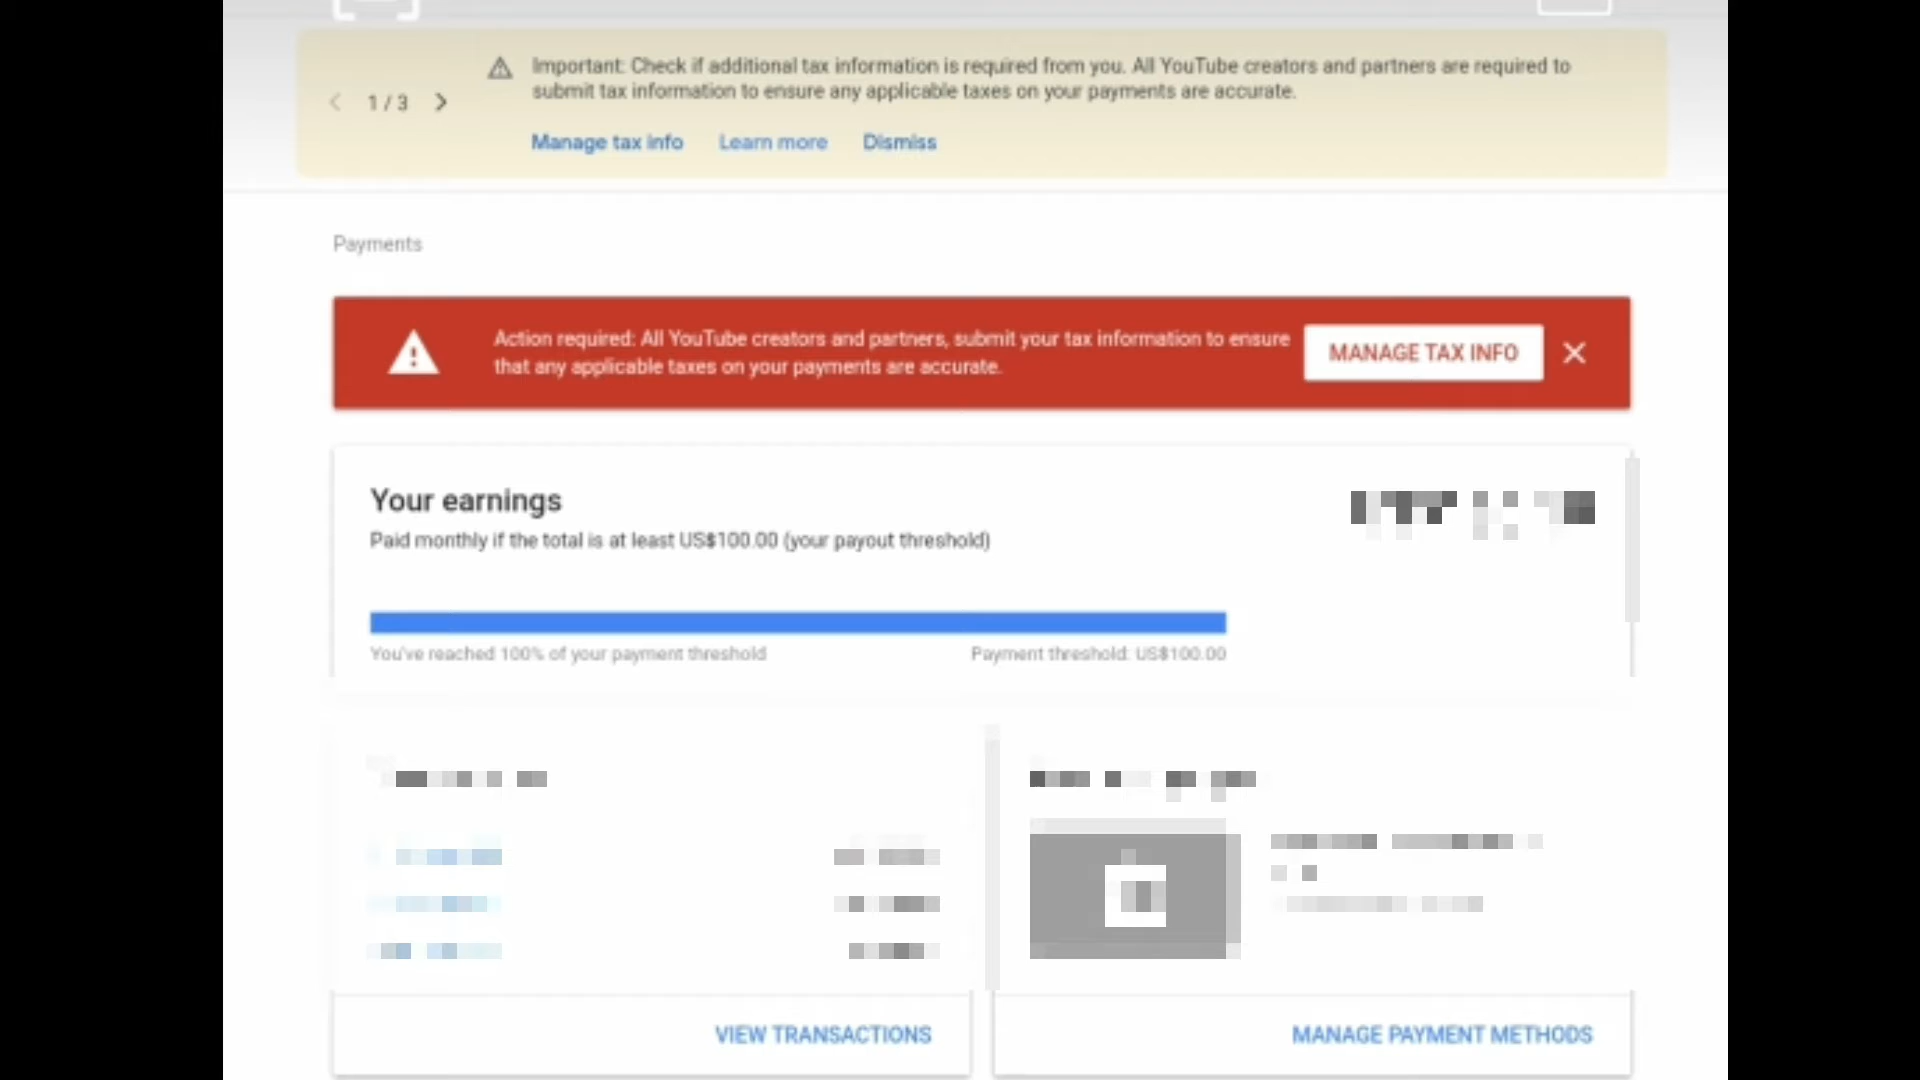 Important: Check if additional tax information is required from you. All YouTube creators and partners are required to
submit tax information to ensure any applicable taxes on your payments are accurate.
1 / 3
Manage tax info Learn more Dismiss
Payments
Action required: All YouTube creators and partners, submit your tax information to ensure
that any applicable taxes on your payments are accurate.
MANAGE TAX INFO
Your earnings
Paid monthly if the total is at least US$100.00 (your payout threshold)
You've reached 100% of your payment threshold
Payment threshold: US$100.00
VIEW TRANSACTIONS
MANAGE PAYMENT METHODS